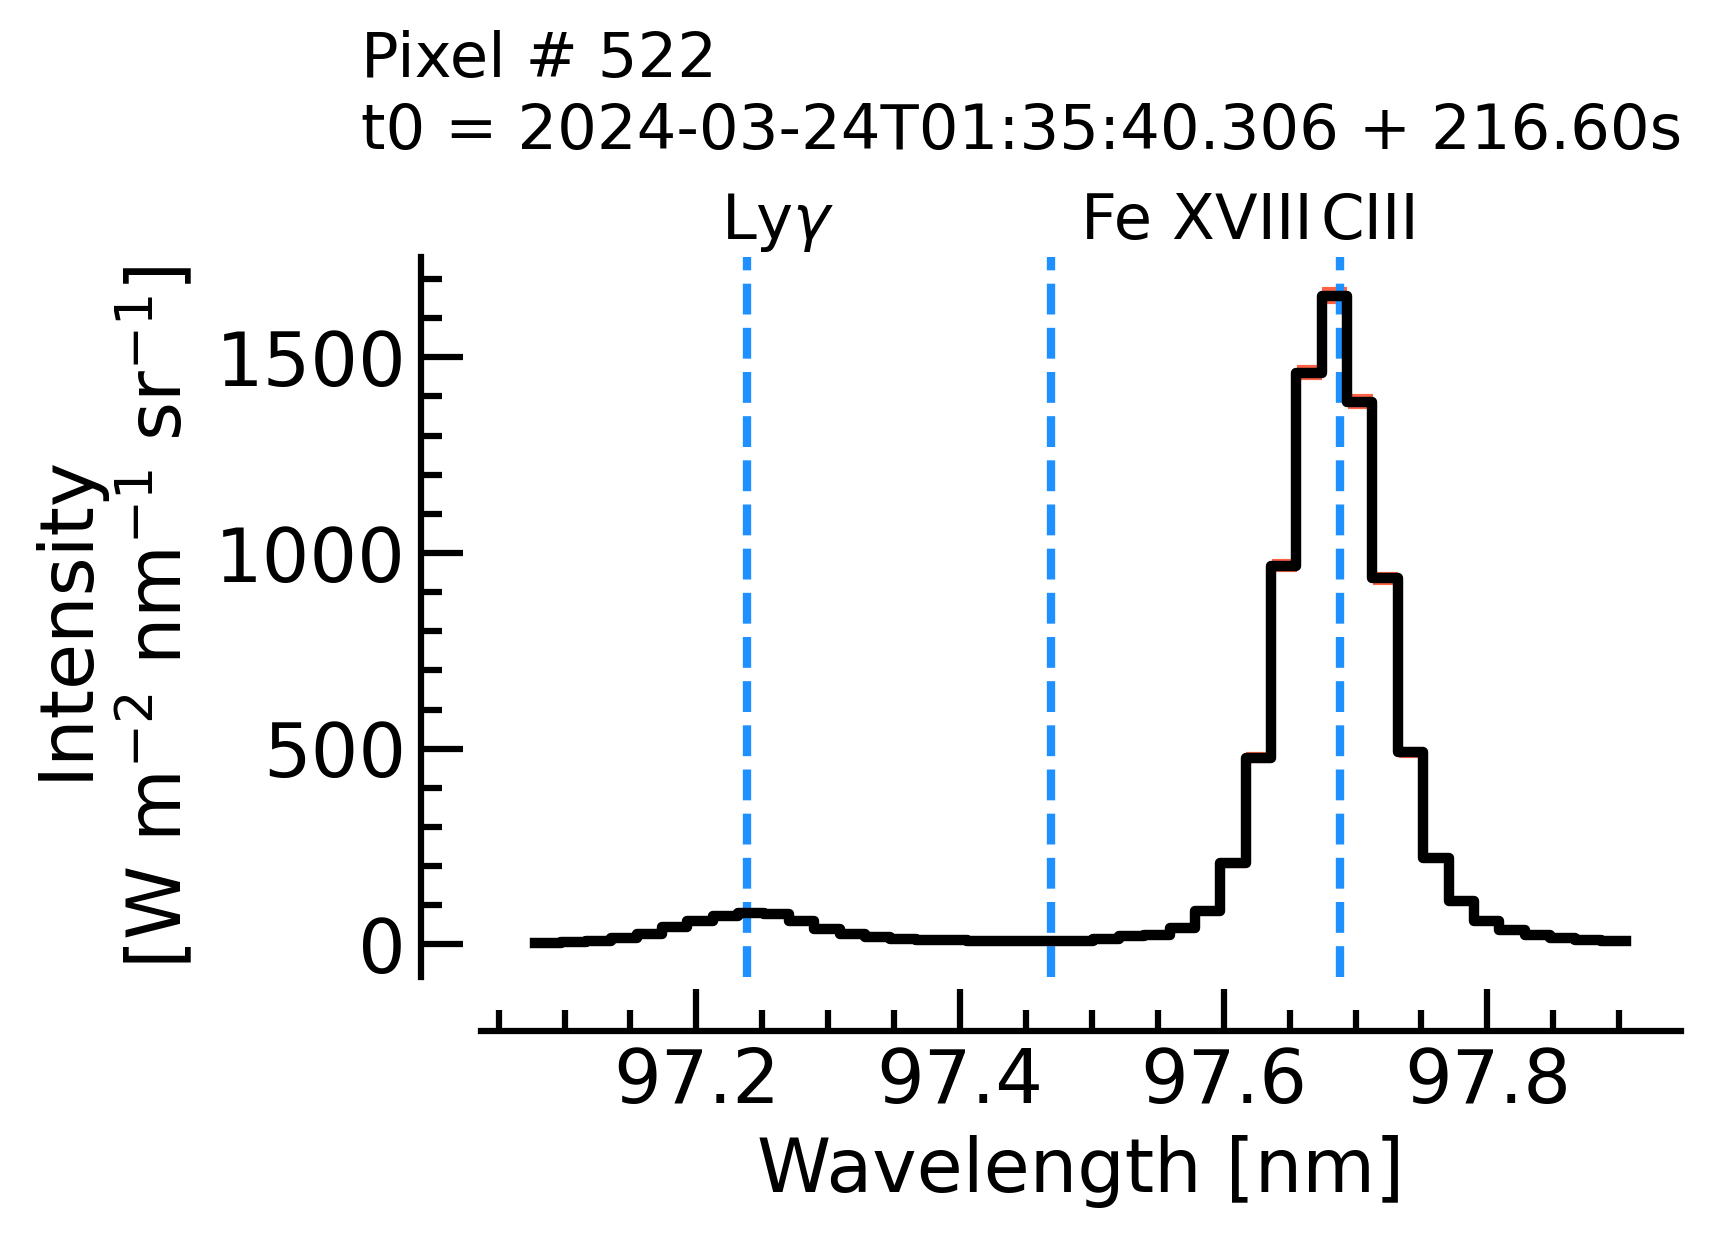 Pixel # 522
t0 = 2024-03-24T01:35:40.306 + 216.60s
Lyγ Fe XVIII CIII
Intensity
[W m⁻² nm⁻¹ sr⁻¹]
1500
1000
500
0
97.2 97.4 97.6 97.8
Wavelength [nm]